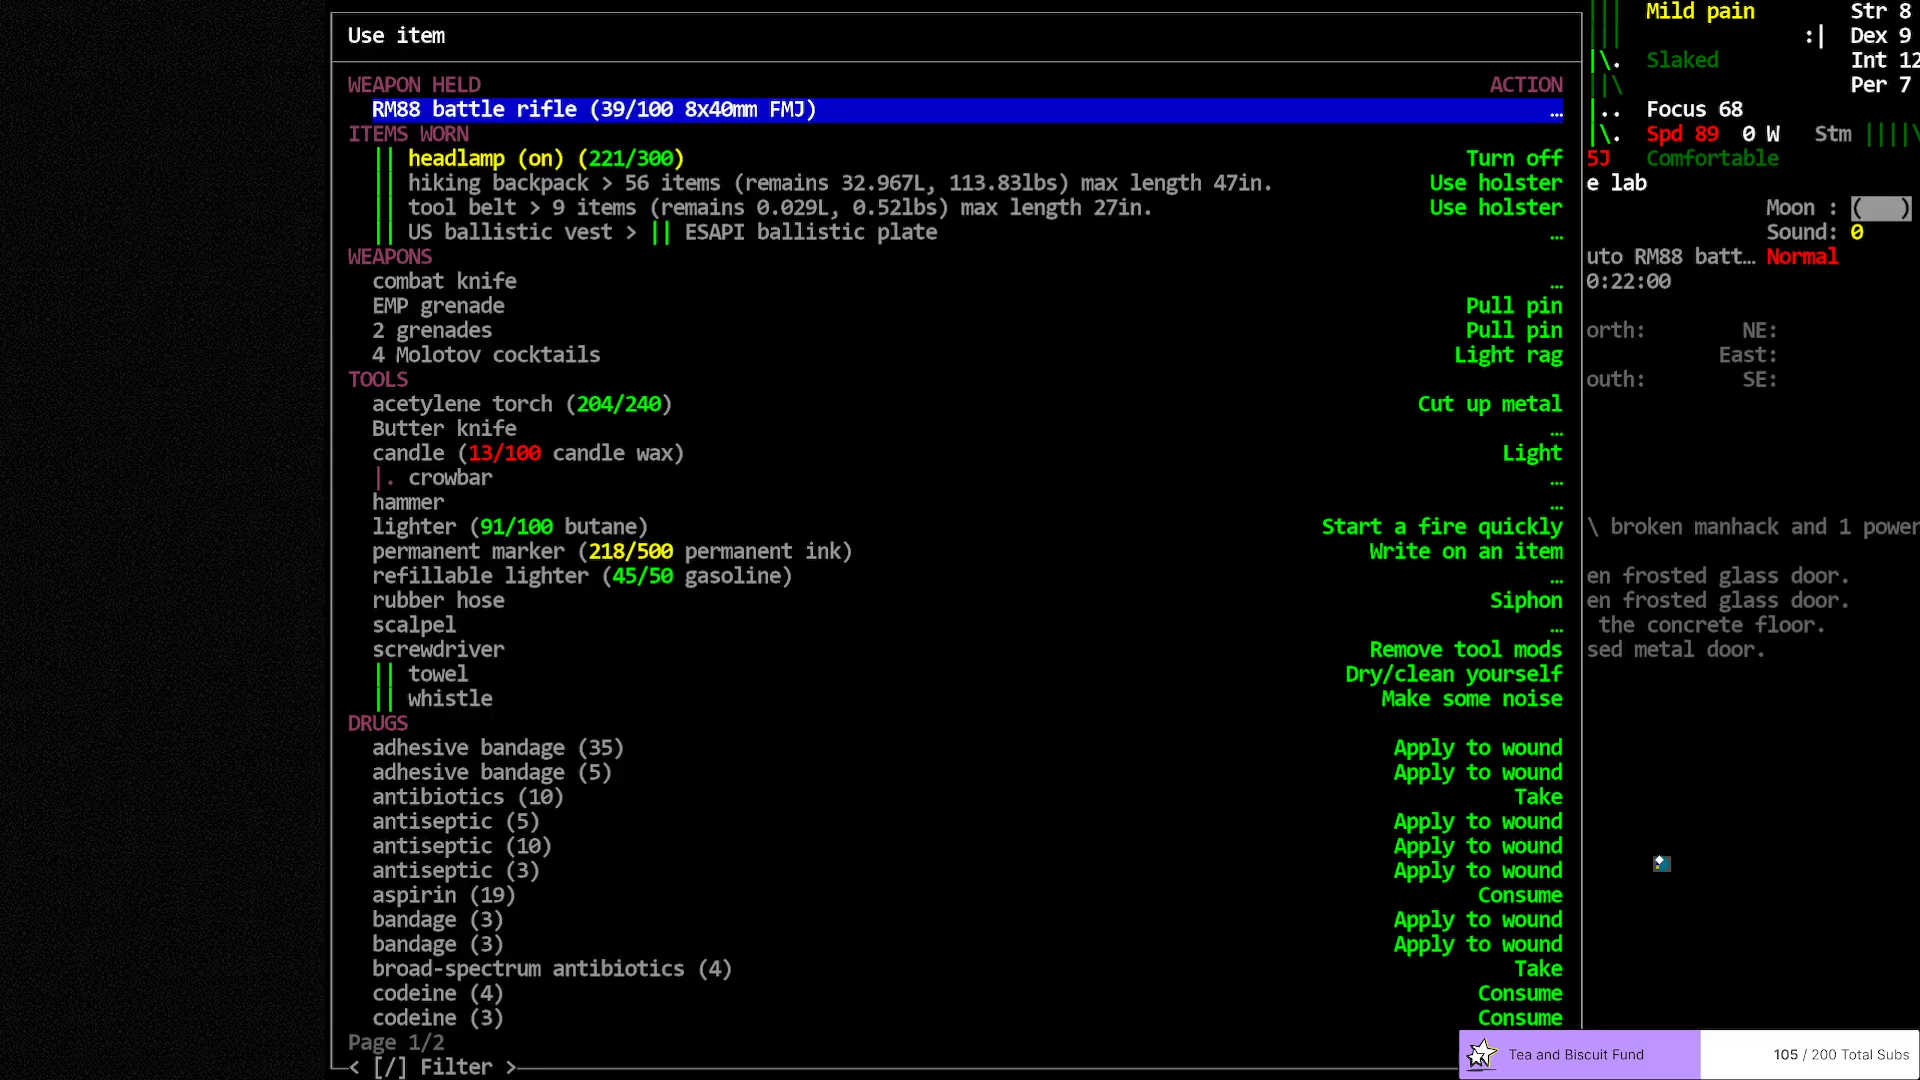 Use item
WEAPON HELD ACTION
RM88 battle rifle (39/100 8x40mm FMJ) …
ITEMS WORN
|| headlamp (on) (221/300) Turn off
|| hiking backpack > 56 items (remains 32.967L, 113.83lbs) max length 47in. Use holster
|| tool belt > 9 items (remains 0.029L, 0.52lbs) max length 27in. Use holster
|| US ballistic vest > || ESAPI ballistic plate …
WEAPONS
combat knife …
EMP grenade Pull pin
2 grenades Pull pin
4 Molotov cocktails Light rag
TOOLS
acetylene torch (204/240) Cut up metal
Butter knife …
candle (13/100 candle wax) Light
|. crowbar …
hammer …
lighter (91/100 butane) Start a fire quickly
permanent marker (218/500 permanent ink) Write on an item
refillable lighter (45/50 gasoline) …
rubber hose Siphon
scalpel …
screwdriver Remove tool mods
|| towel Dry/clean yourself
|| whistle Make some noise
DRUGS
adhesive bandage (35) Apply to wound
adhesive bandage (5) Apply to wound
antibiotics (10) Take
antiseptic (5) Apply to wound
antiseptic (10) Apply to wound
antiseptic (3) Apply to wound
aspirin (19) Consume
bandage (3) Apply to wound
bandage (3) Apply to wound
broad-spectrum antibiotics (4) Take
codeine (4) Consume
codeine (3) Consume
Page 1/2
< [/] Filter >
||| Mild pain Str 8
||| :| Dex 9
|\. Slaked Int 12
||\ Per 7
|.. Focus 68
|\. Spd 89 0 W Stm ||||\
5J Comfortable
e lab
Moon : ( )
Sound: 0
uto RM88 batt… Normal
0:22:00
orth: NE:
East:
outh: SE:
\ broken manhack and 1 power
en frosted glass door.
en frosted glass door.
the concrete floor.
sed metal door.
Tea and Biscuit Fund 105 / 200 Total Subs